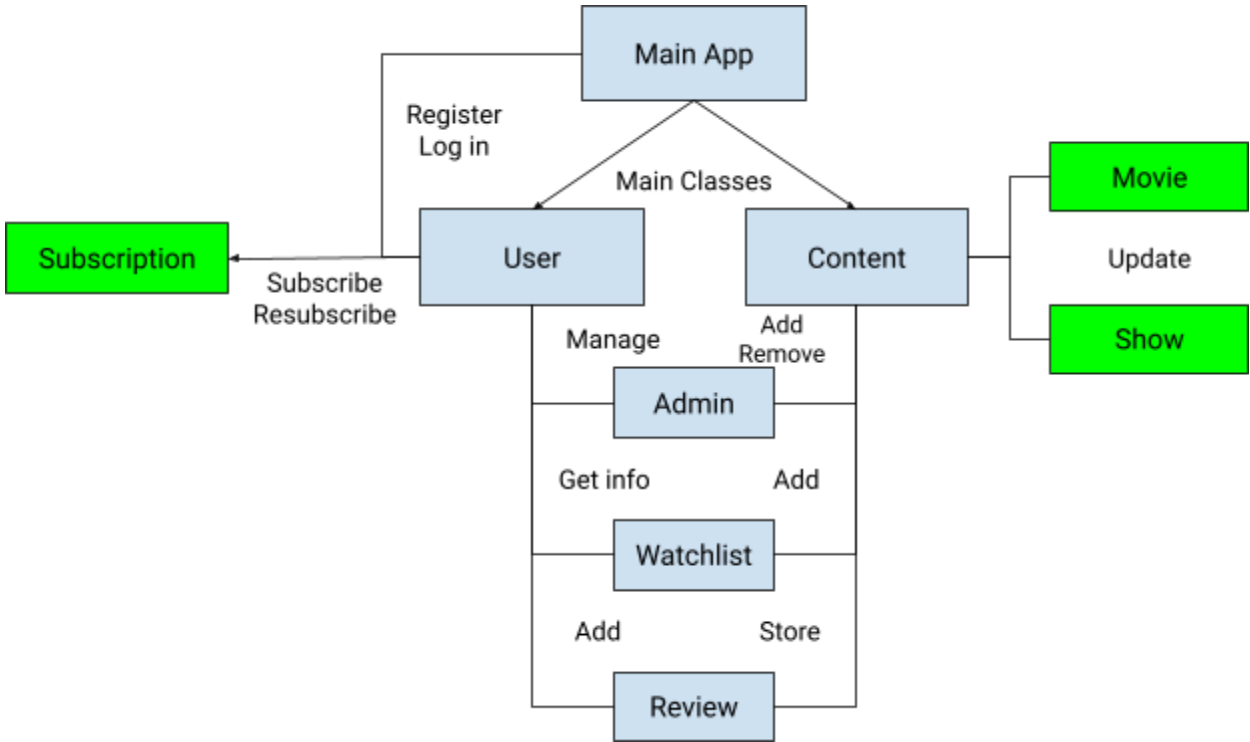 Main App
Register
Log in
Main Classes
Movie
Subscription
User
Content
Update
Subscribe
Resubscribe
Manage
Add
Remove
Show
Admin
Get info
Add
Watchlist
Add
Store
Review